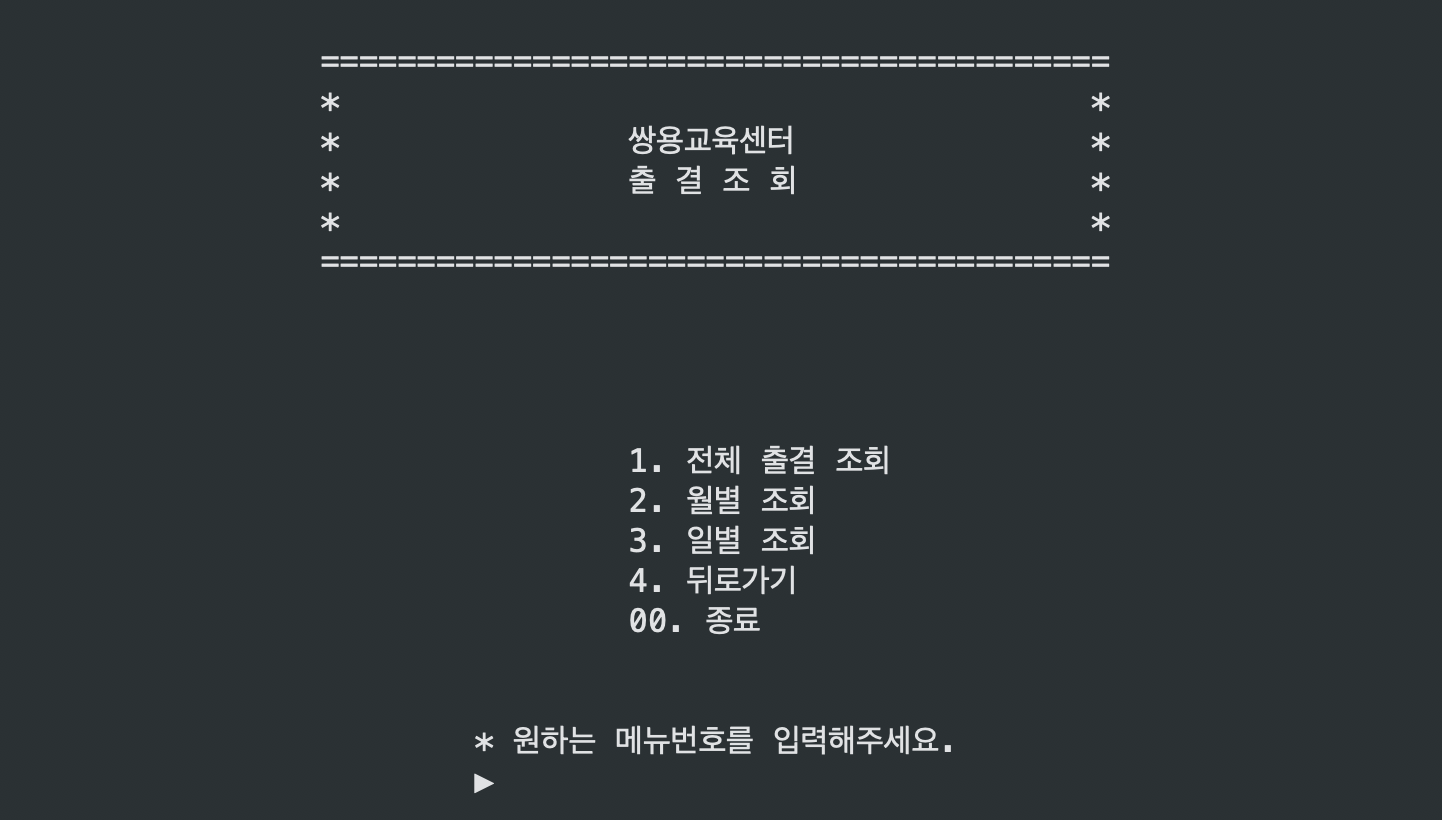 =========================================
* *
* 쌍용교육센터 *
* 출 결 조 회 *
* *
=========================================
1. 전체 출결 조회
2. 월별 조회
3. 일별 조회
4. 뒤로가기
00. 종료
* 원하는 메뉴번호를 입력해주세요.
▶